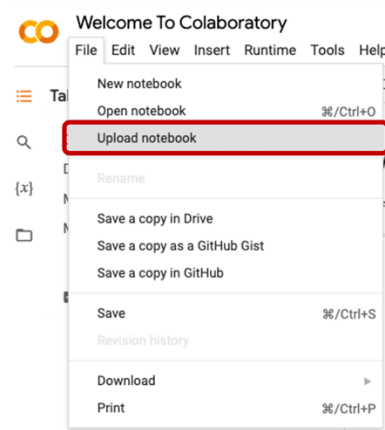 Welcome To Colaboratory
File Edit View Insert Runtime Tools Help
New notebook
Open notebook ⌘/Ctrl+O
Upload notebook
Rename
Save a copy in Drive
Save a copy as a GitHub Gist
Save a copy in GitHub
Save ⌘/Ctrl+S
Revision history
Download ►
Print ⌘/Ctrl+P
{x}